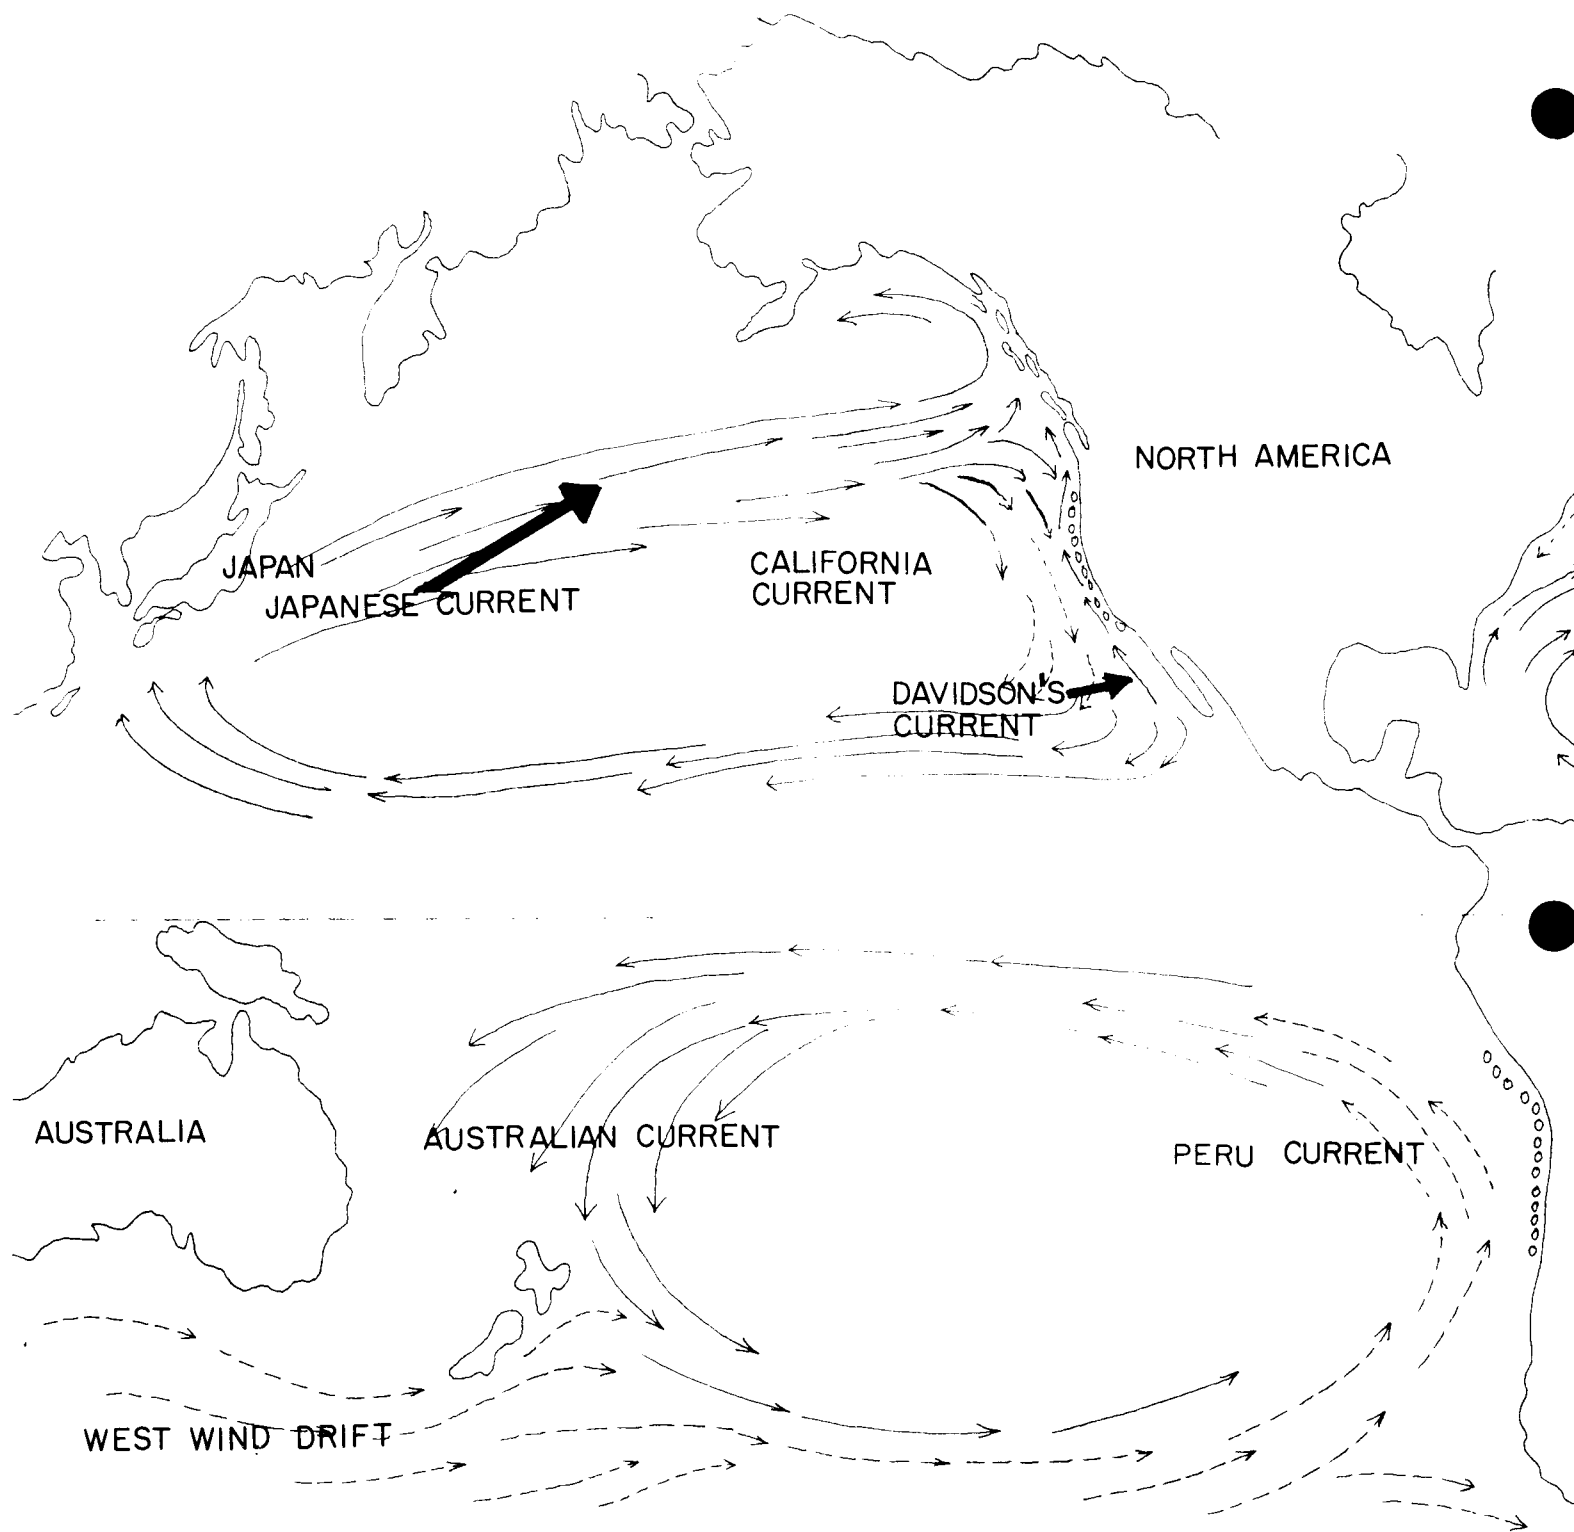 NORTH AMERICA
JAPAN
JAPANESE CURRENT
CALIFORNIA
CURRENT
DAVIDSON'S
CURRENT
AUSTRALIA
AUSTRALIAN CURRENT
PERU CURRENT
WEST WIND DRIFT